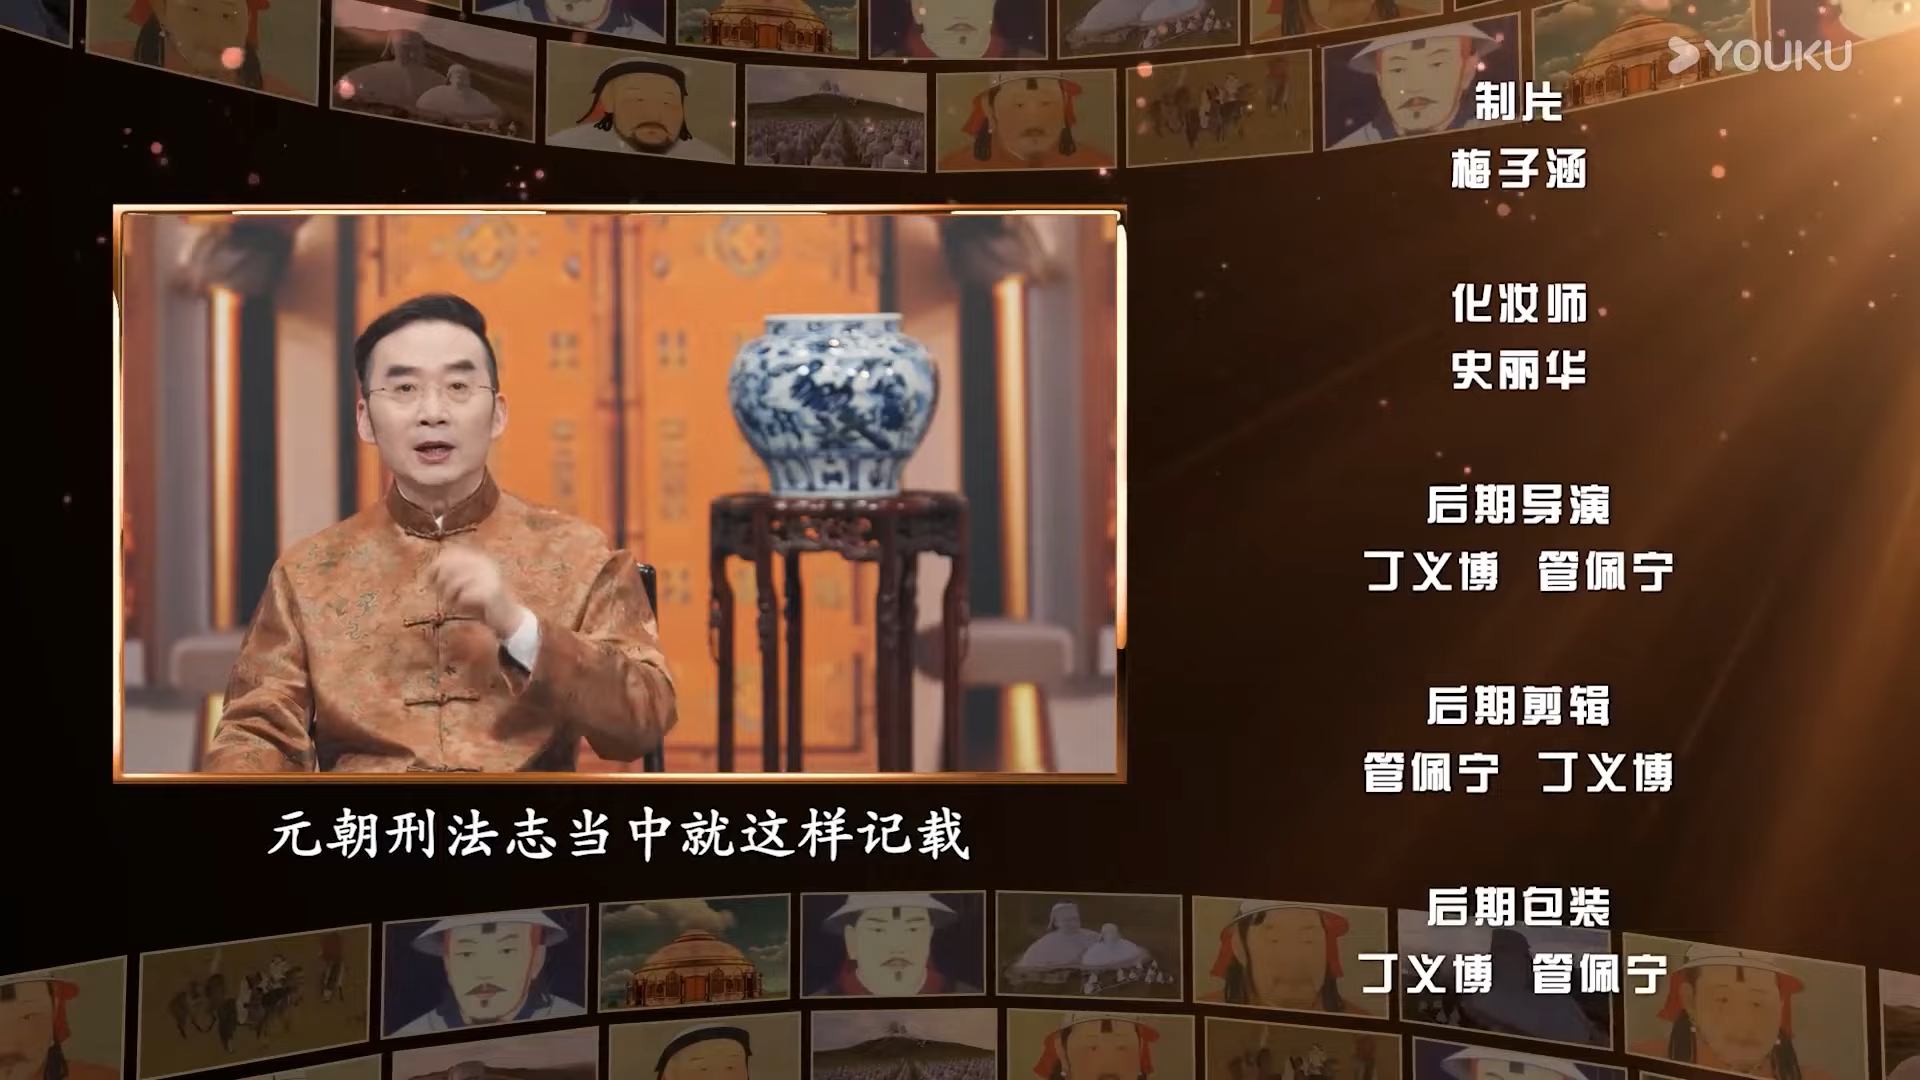 YOUKU
制片
梅子涵
化妆师
史丽华
后期导演
丁义博 管佩宁
后期剪辑
管佩宁 丁义博
后期包装
丁义博 管佩宁
元朝刑法志当中就这样记载